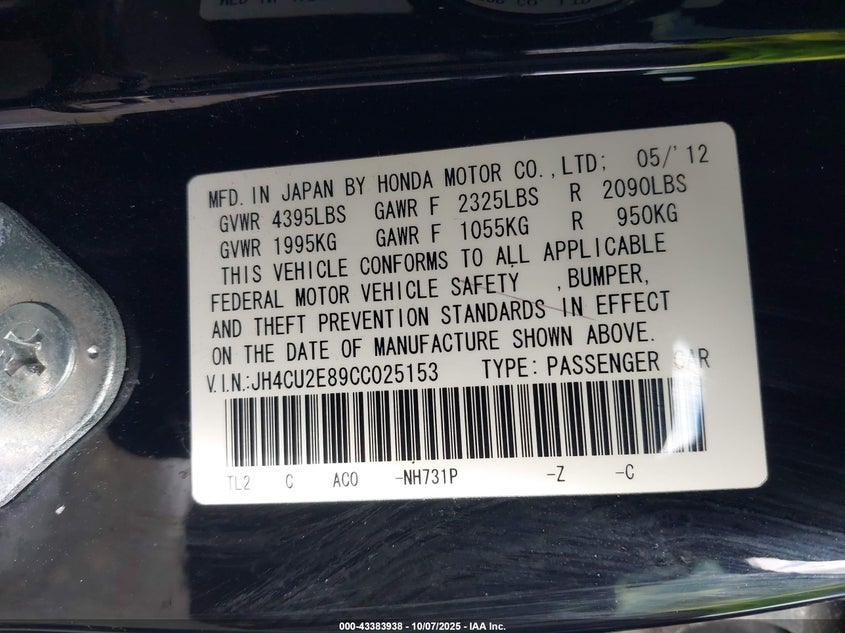 MFD. IN JAPAN BY HONDA MOTOR CO.,LTD; 05/'12
GVWR 4395LBS GAWR F 2325LBS R 2090LBS
GVWR 1995KG GAWR F 1055KG R 950KG
THIS VEHICLE CONFORMS TO ALL APPLICABLE
FEDERAL MOTOR VEHICLE SAFETY , BUMPER,
AND THEFT PREVENTION STANDARDS IN EFFECT
ON THE DATE OF MANUFACTURE SHOWN ABOVE.
V.I.N.:JH4CU2E89CC025153 TYPE: PASSENGER CAR
TL2 C ACO -NH731P -Z -C
000-43383938 - 10/07/2025 - IAA Inc.